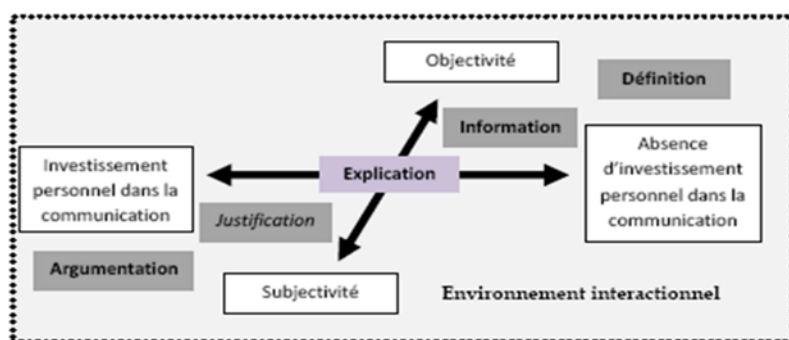 Objectivité
Définition
Information
Investissement
personnel dans la
communication
Explication
Absence
d'investissement
personnel dans la
communication
Justification
Argumentation
Subjectivité
Environnement interactionnel